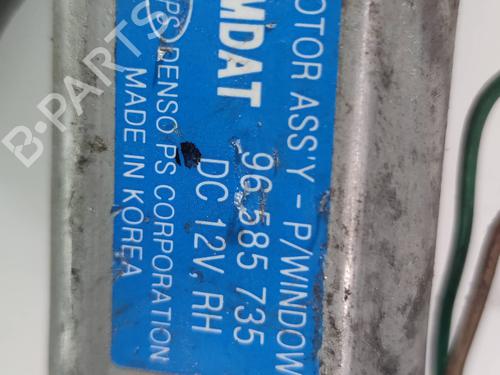 MOTOR ASS'Y - P/WINDOW
MDAT
96 585 735
DC 12V, RH
DENSO PS CORPORATION
MADE IN KOREA
B-PARTS